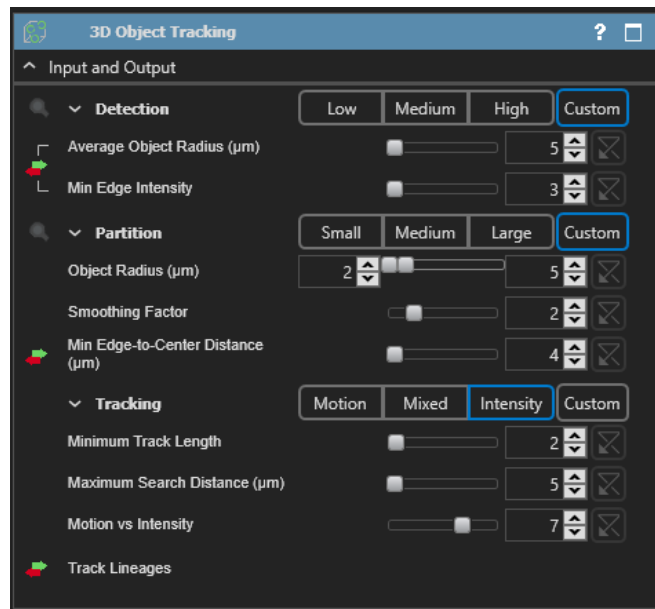 3D Object Tracking ?
Input and Output
Detection Low Medium High Custom
Average Object Radius (µm) 5
Min Edge Intensity 3
Partition Small Medium Large Custom
Object Radius (µm) 2 5
Smoothing Factor 2
Min Edge-to-Center Distance
(µm) 4
Tracking Motion Mixed Intensity Custom
Minimum Track Length 2
Maximum Search Distance (µm) 5
Motion vs Intensity 7
Track Lineages